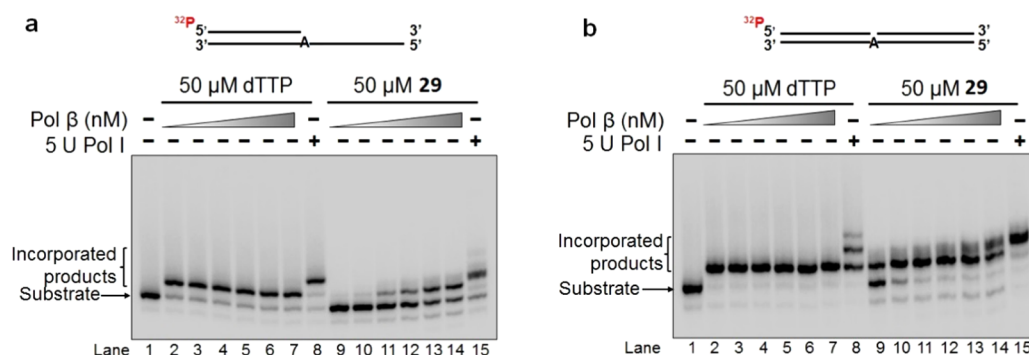 a
32P
5' 3'
3' A 5'
50 µM dTTP 50 µM 29
Pol β (nM) – – –
5 U Pol I – – – – – – – + – – – – – – +
Incorporated
products
Substrate
Lane 1 2 3 4 5 6 7 8 9 10 11 12 13 14 15
b
32P
5' 3'
3' A 5'
50 µM dTTP 50 µM 29
Pol β (nM) – – –
5 U Pol I – – – – – – – + – – – – – – +
Incorporated
products
Substrate
Lane 1 2 3 4 5 6 7 8 9 10 11 12 13 14 15